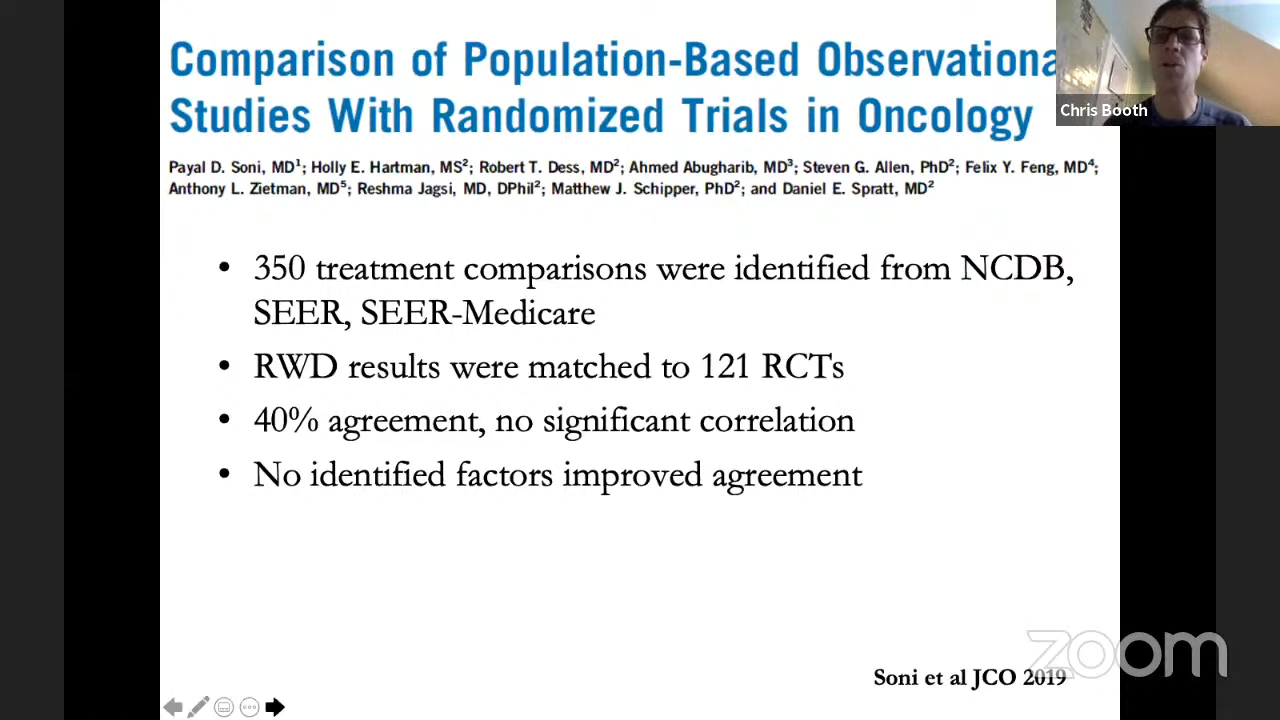 Comparison of Population-Based Observationa
Studies With Randomized Trials in Oncology
Chris Booth
Payal D. Soni, MD1; Holly E. Hartman, MS2; Robert T. Dess, MD2; Ahmed Abugharib, MD3; Steven G. Allen, PhD2; Felix Y. Feng, MD4;
Anthony L. Zietman, MD5; Reshma Jagsi, MD, DPhil2; Matthew J. Schipper, PhD2; and Daniel E. Spratt, MD2
• 350 treatment comparisons were identified from NCDB,
SEER, SEER-Medicare
• RWD results were matched to 121 RCTs
• 40% agreement, no significant correlation
• No identified factors improved agreement
zoom
Soni et al JCO 2019